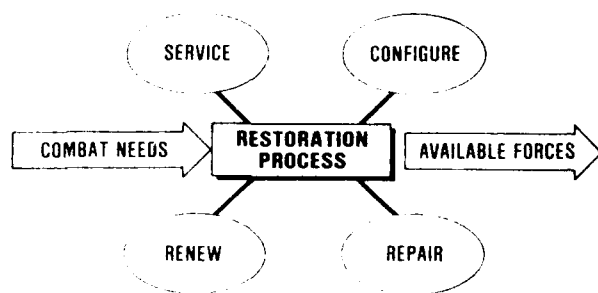 SERVICE
CONFIGURE
COMBAT NEEDS
RESTORATION
PROCESS
AVAILABLE FORCES
RENEW
REPAIR